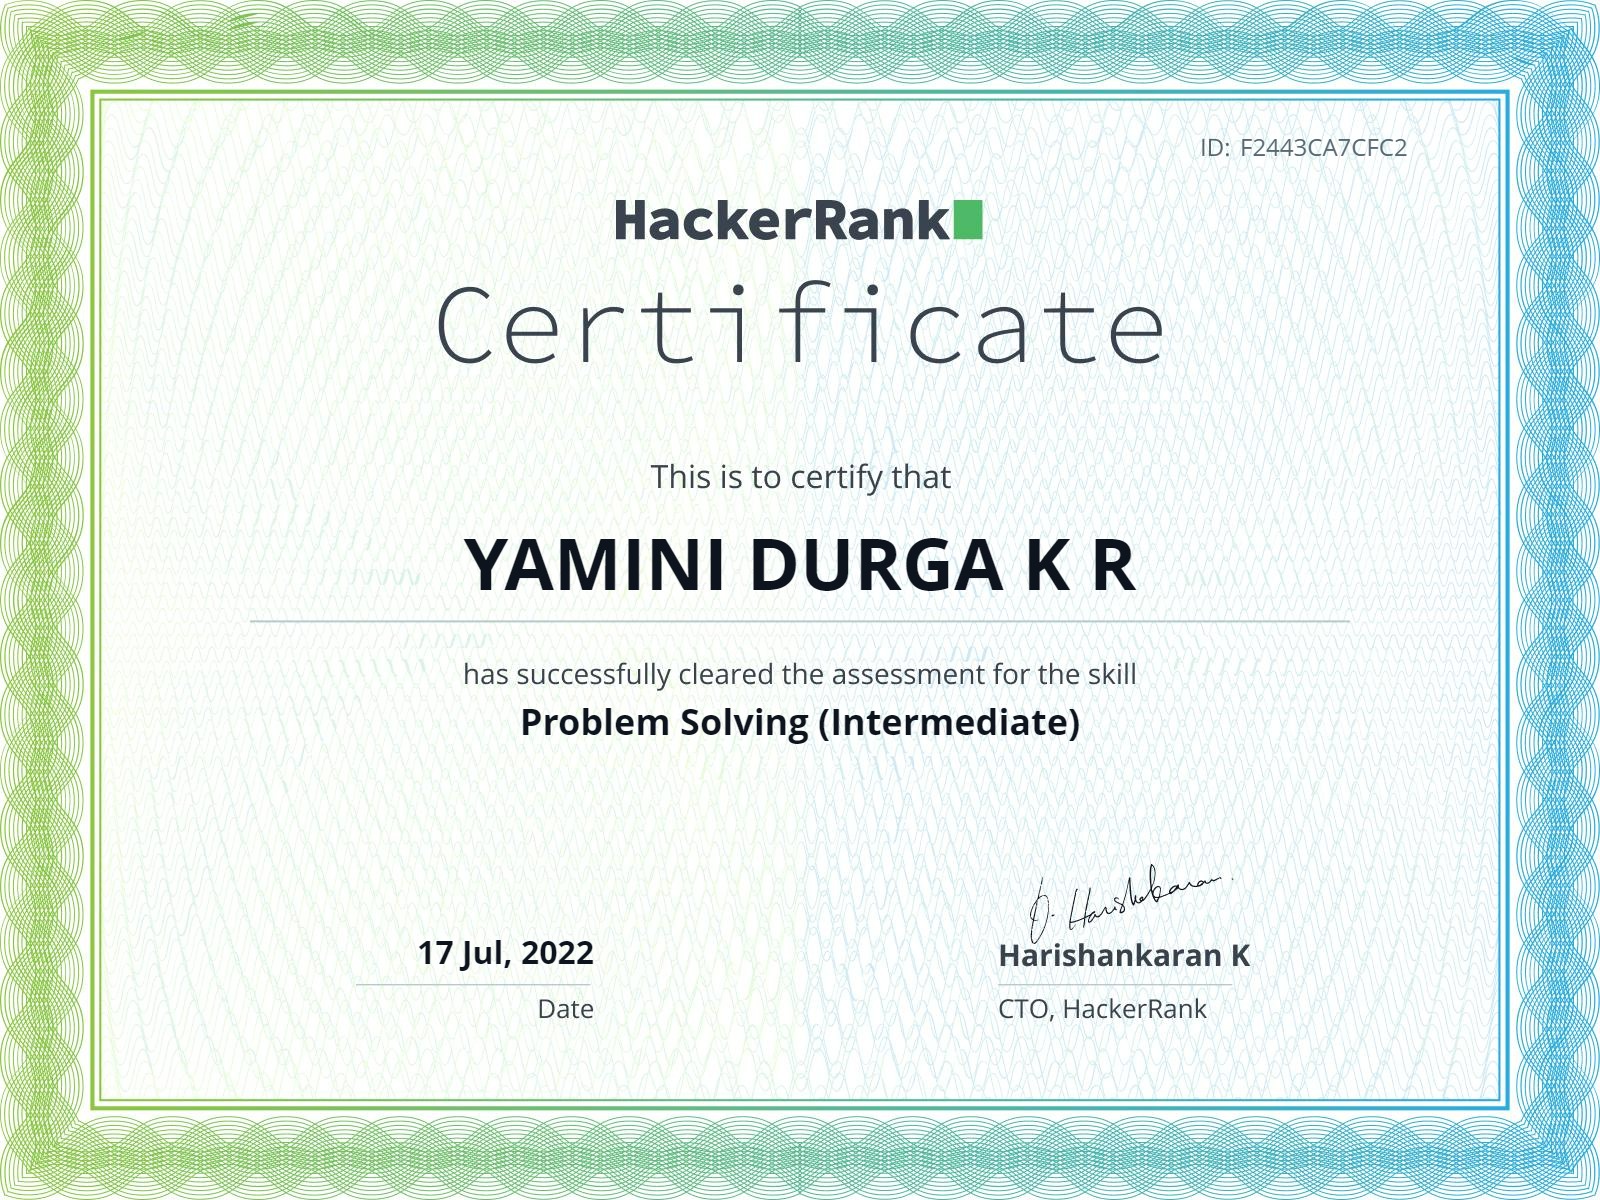 ID: F2443CA7CFC2
HackerRank
Certificate
This is to certify that
YAMINI DURGA K R
has successfully cleared the assessment for the skill
Problem Solving (Intermediate)
17 Jul, 2022
Date
Harishankaran K
CTO, HackerRank